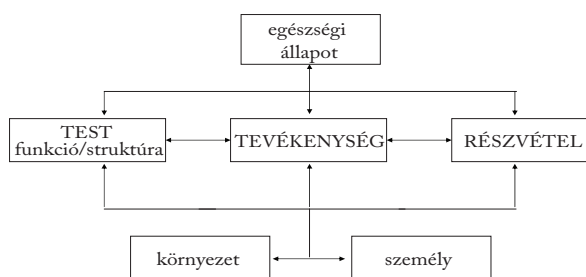 egészségi
állapot
TEST
funkció/struktúra
TEVÉKENYSÉG
RÉSZVÉTEL
környezet
személy